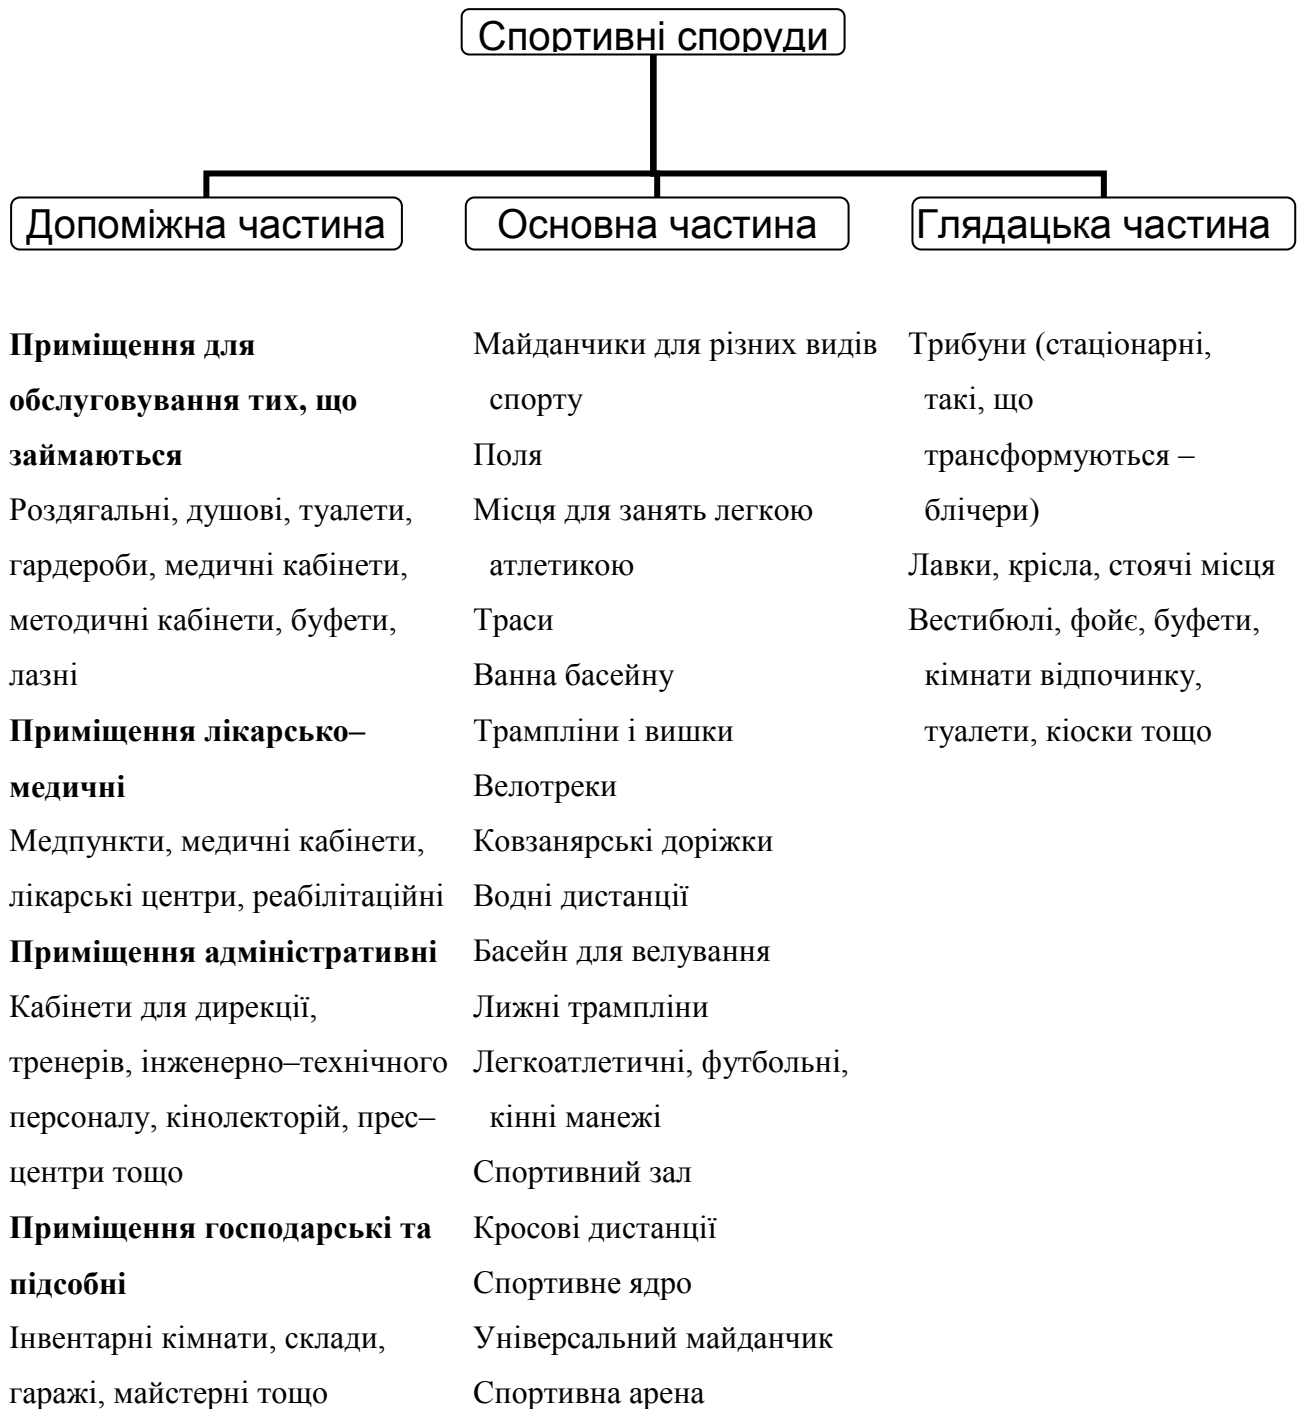 Спортивні споруди
Допоміжна частина
Основна частина
Глядацька частина
Приміщення для
обслуговування тих, що
займаються
Роздягальні, душові, туалети,
гардероби, медичні кабінети,
методичні кабінети, буфети,
лазні
Приміщення лікарсько–
медичні
Медпункти, медичні кабінети,
лікарські центри, реабілітаційні
Приміщення адміністративні
Кабінети для дирекції,
тренерів, інженерно–технічного
персоналу, кінолекторій, прес–
центри тощо
Приміщення господарські та
підсобні
Інвентарні кімнати, склади,
гаражі, майстерні тощо
Майданчики для різних видів
спорту
Поля
Місця для занять легкою
атлетикою
Траси
Ванна басейну
Трампліни і вишки
Велотреки
Ковзанярські доріжки
Водні дистанції
Басейн для велування
Лижні трампліни
Легкоатлетичні, футбольні,
кінні манежі
Спортивний зал
Кросові дистанції
Спортивне ядро
Універсальний майданчик
Спортивна арена
Трибуни (стаціонарні,
такі, що
трансформуються –
блічери)
Лавки, крісла, стоячі місця
Вестибюлі, фойє, буфети,
кімнати відпочинку,
туалети, кіоски тощо